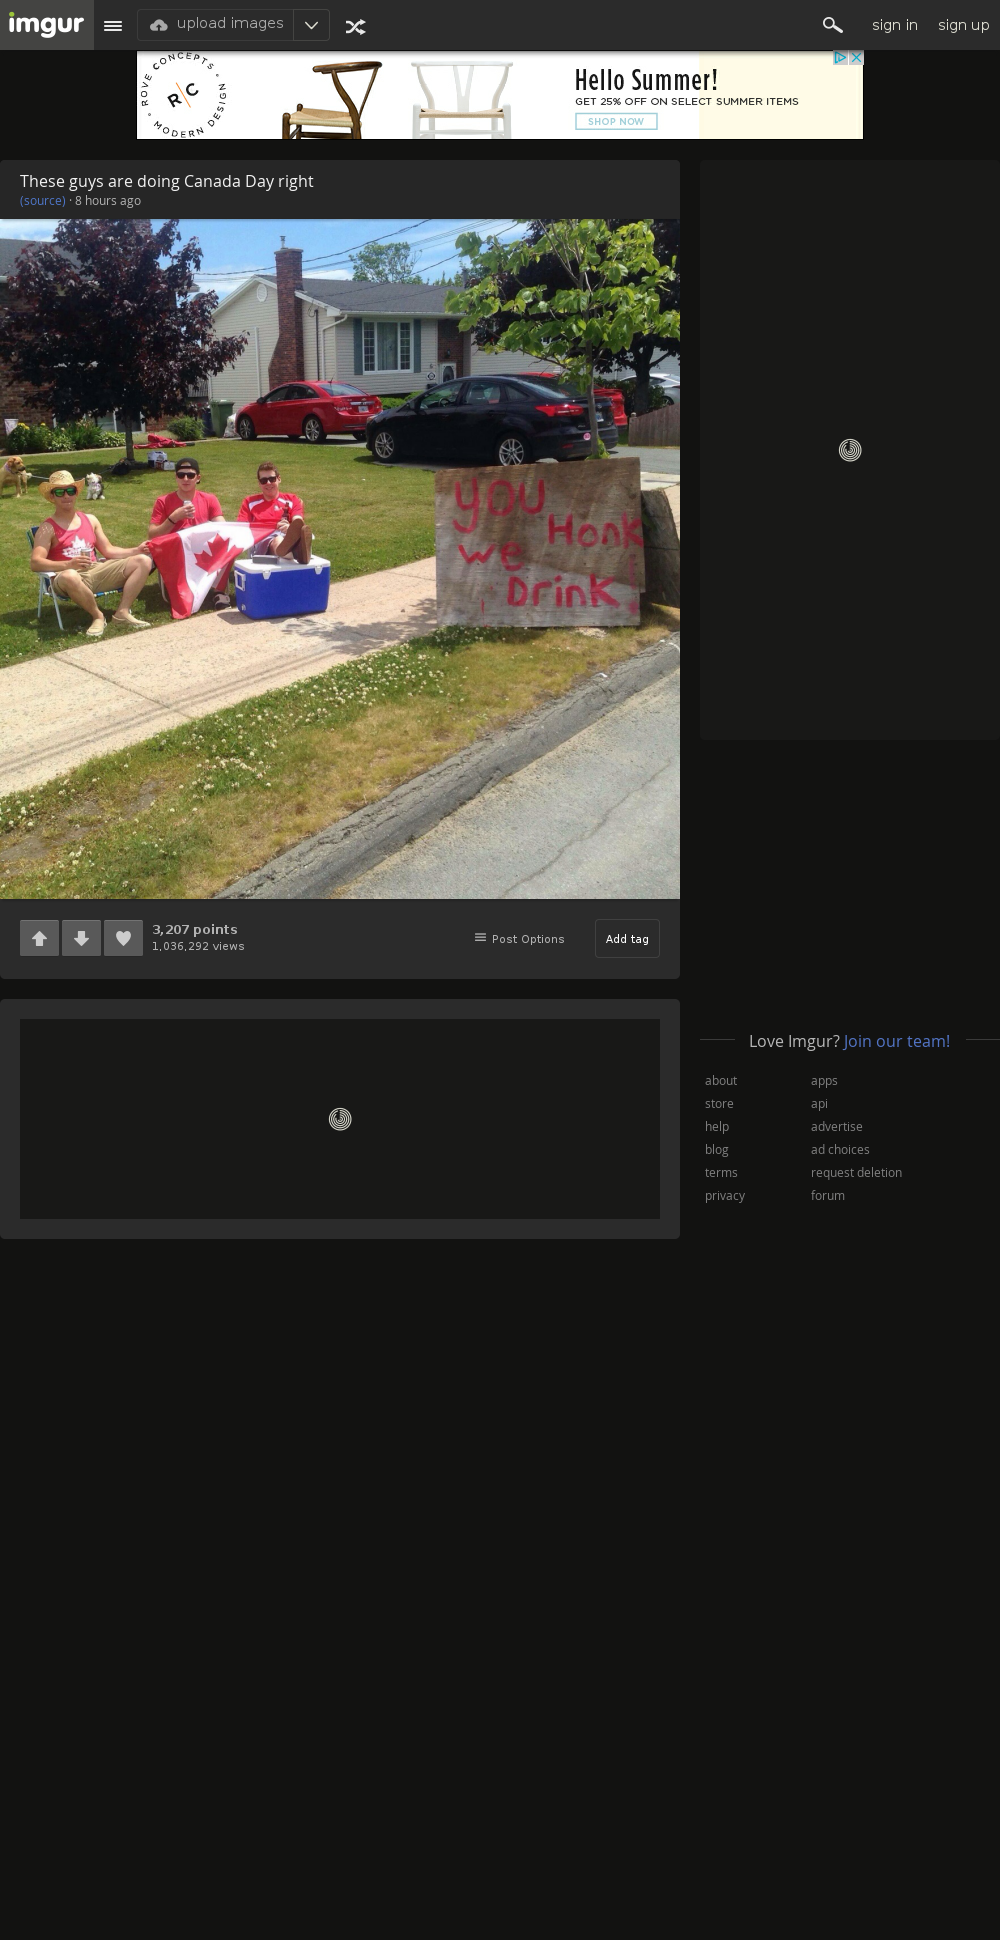 imgur
upload images
sign in
sign up
ROVE CONCEPTS
R C
MODERN DESIGN
Hello Summer!
GET 25% OFF ON SELECT SUMMER ITEMS
SHOP NOW
These guys are doing Canada Day right
(source) · 8 hours ago
You Honk
we Drink!
3,207 points
1,036,292 views
Post Options
Add tag
Love Imgur? Join our team!
about
apps
store
api
help
advertise
blog
ad choices
terms
request deletion
privacy
forum